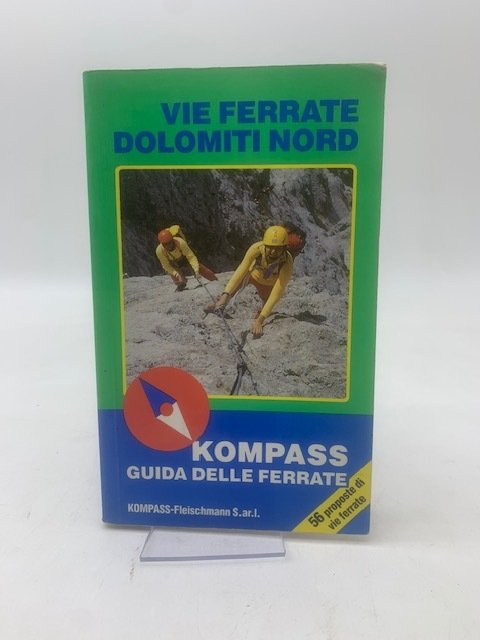 VIE FERRATE
DOLOMITI NORD
KOMPASS
GUIDA DELLE FERRATE
KOMPASS-Fleischmann S.ar.l.
56 proposte di
vie ferrate